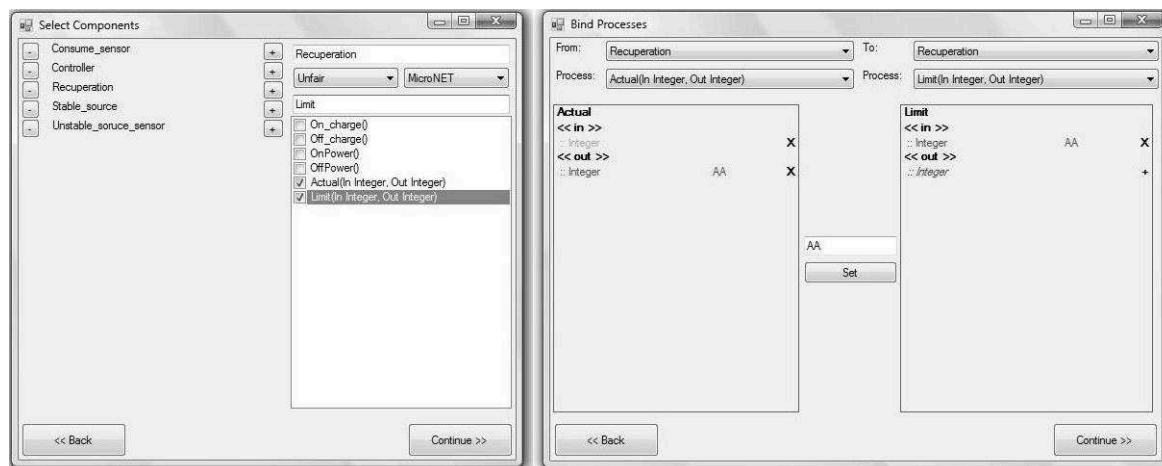 Select Components
- Consume_sensor +
- Controller +
- Recuperation +
- Stable_source +
- Unstable_soruce_sensor +
Recuperation
Unfair MicroNET
Limit
On_charge()
Off_charge()
OnPower()
OffPower()
Actual(In Integer, Out Integer)
Limit(In Integer, Out Integer)
<< Back Continue >>
Bind Processes
From: Recuperation To: Recuperation
Process: Actual(In Integer, Out Integer) Process: Limit(In Integer, Out Integer)
Actual
<< in >>
:: Integer X
<< out >>
:: Integer AA X
AA
Set
Limit
<< in >>
:: Integer AA X
<< out >>
:: Integer +
<< Back Continue >>